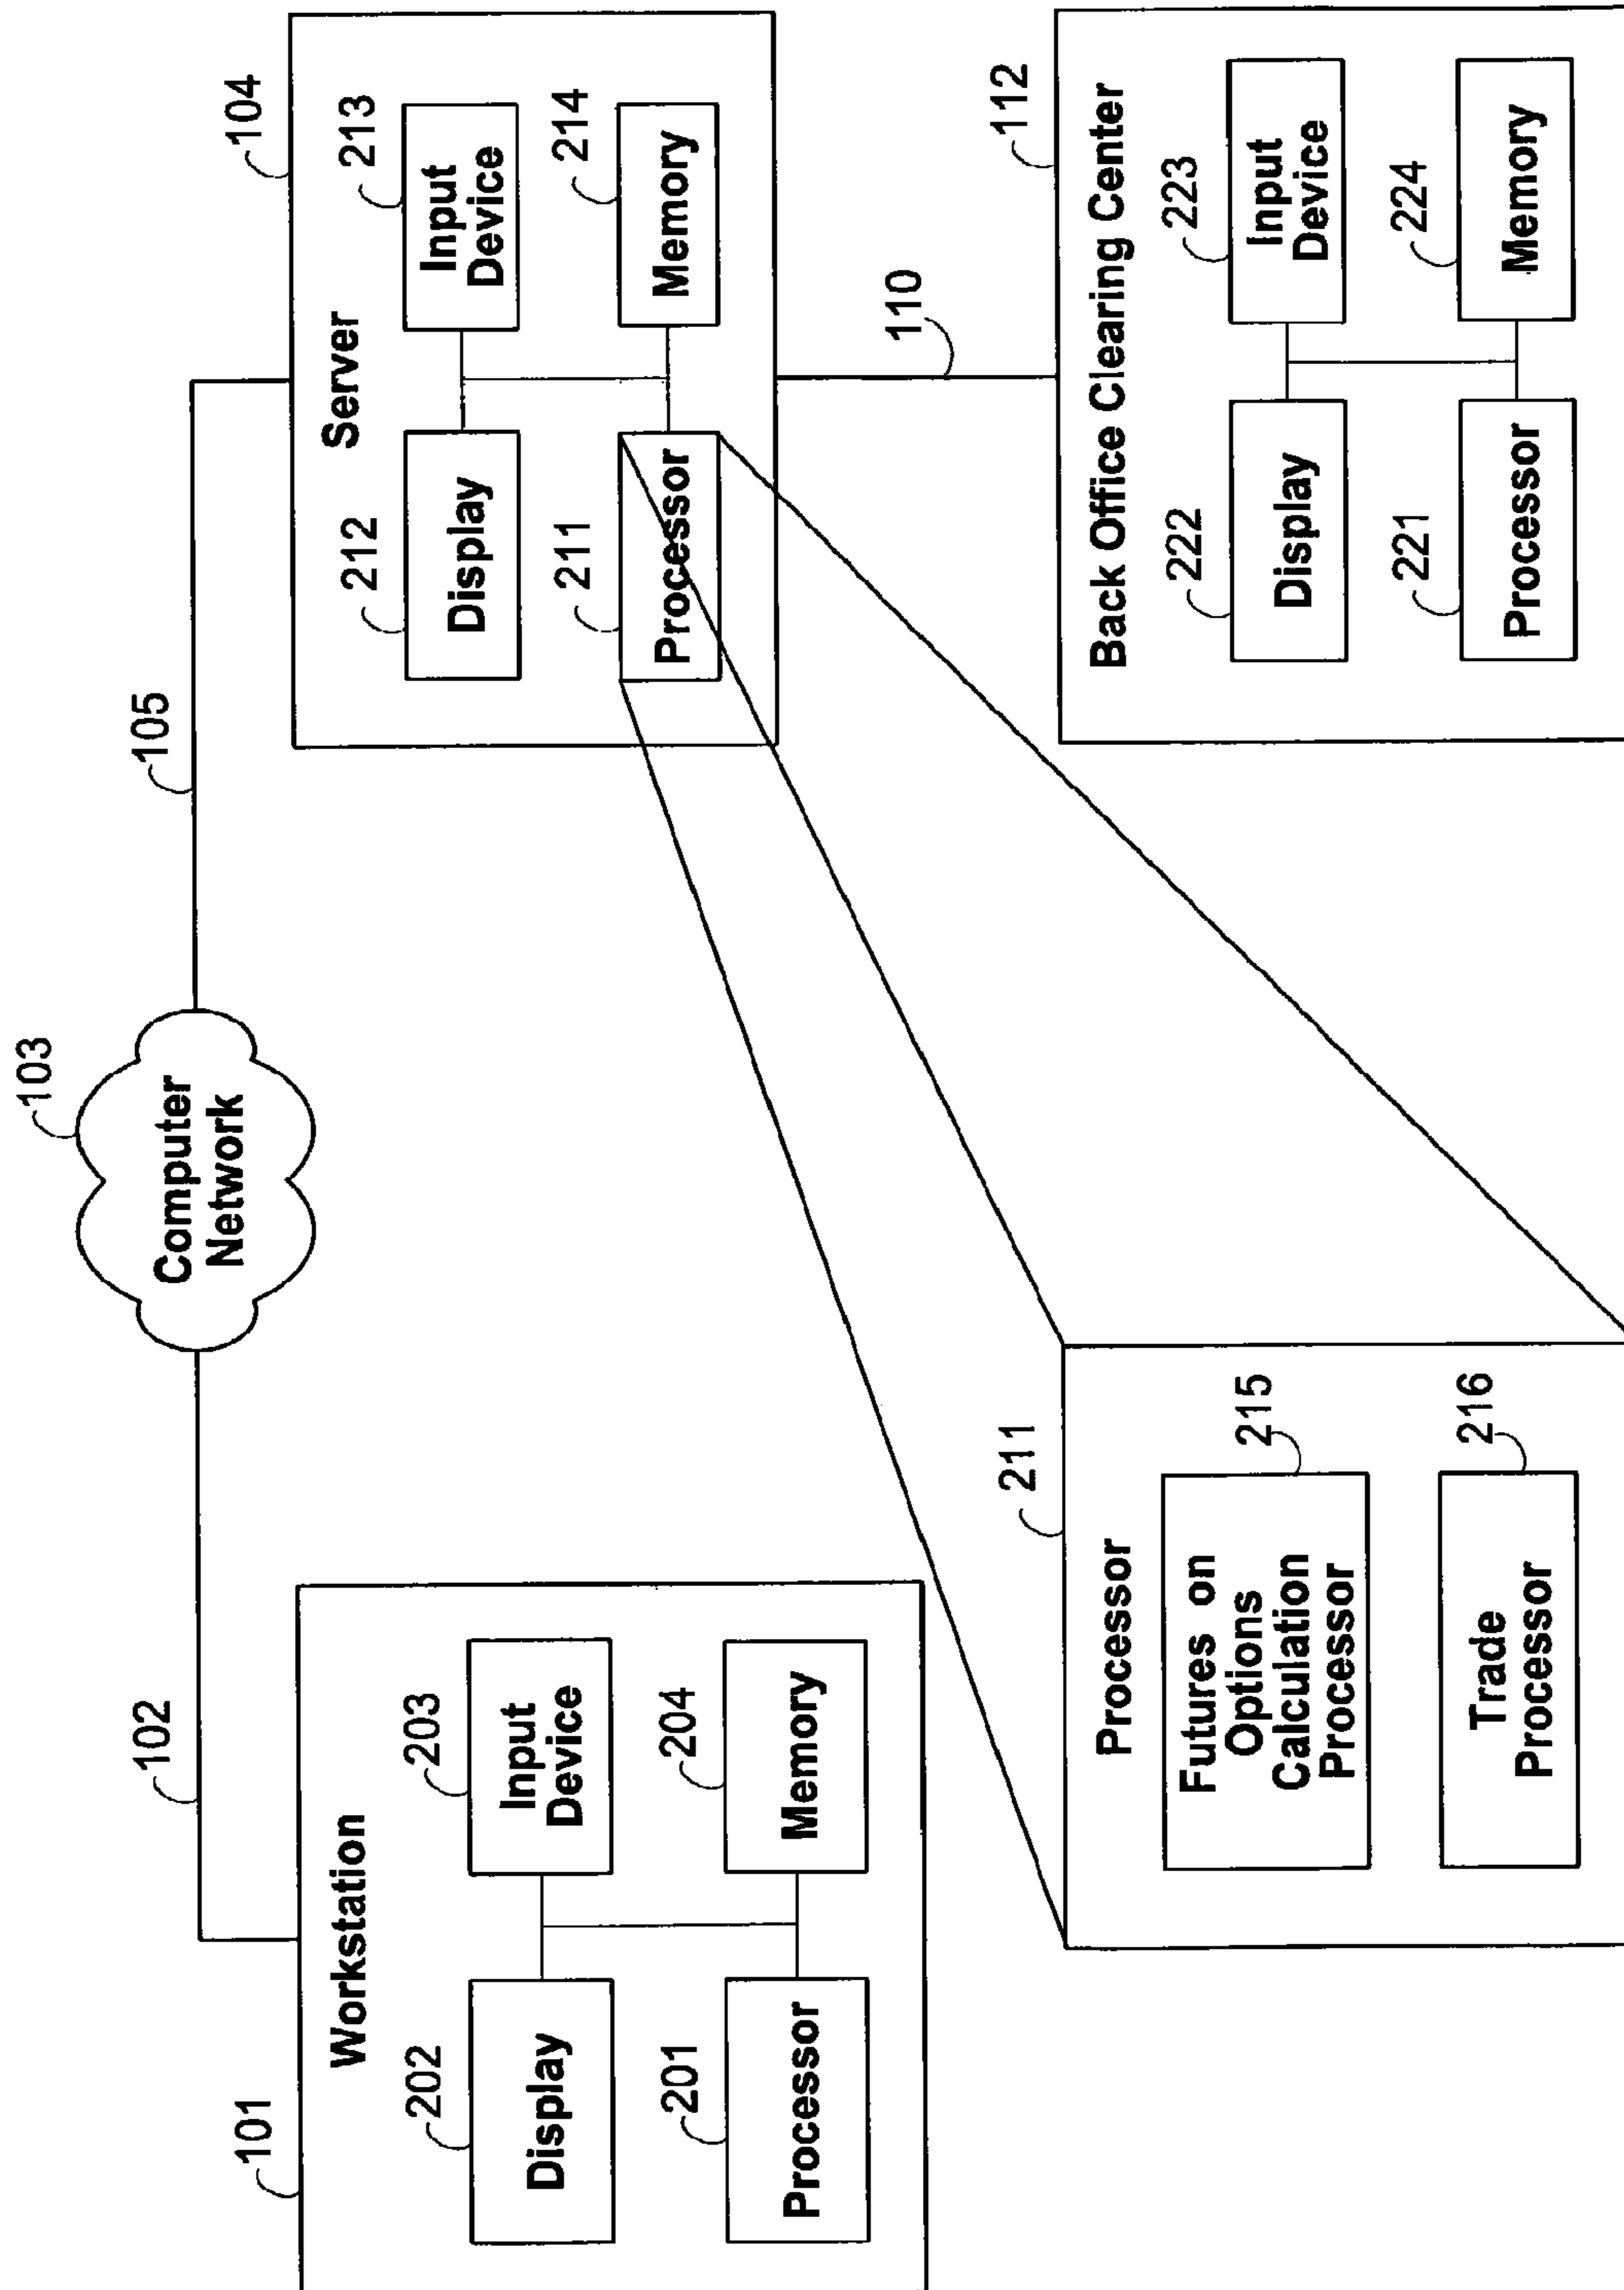 103
Computer
Network
102
105
101
Workstation
202
Display
203
Input
Device
201
Processor
204
Memory
104
Server
212
Display
213
Input
Device
211
Processor
214
Memory
110
211
Processor
Futures on
Options
Calculation
Processor
215
Trade
Processor
216
112
Back Office Clearing Center
222
Display
223
Input
Device
221
Processor
224
Memory